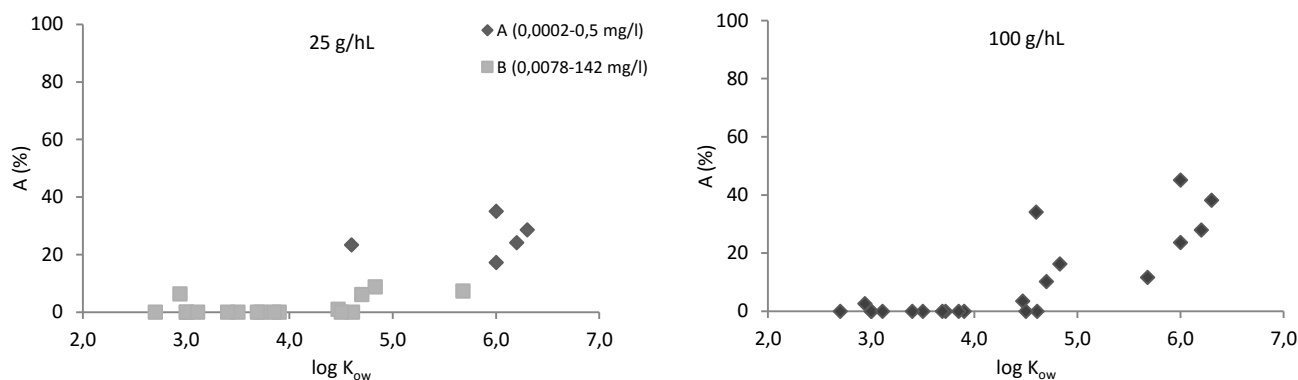 100
80
60
40
20
0
A (%)
25 g/hL
A (0,0002-0,5 mg/l)
B (0,0078-142 mg/l)
2,0 3,0 4,0 5,0 6,0 7,0
log Kow
100
80
60
40
20
0
A (%)
100 g/hL
2,0 3,0 4,0 5,0 6,0 7,0
log Kow